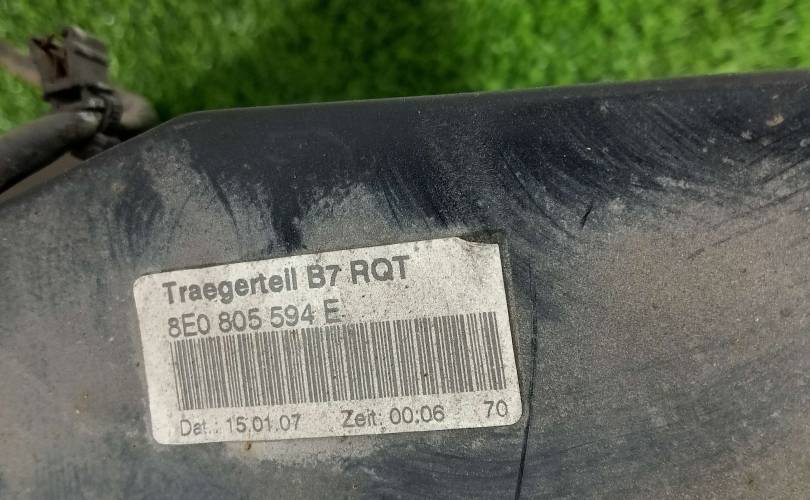 Traegerteil B7 RQT
8E0 805 594 E
Dat.: 15.01.07 Zeit: 00:06 70